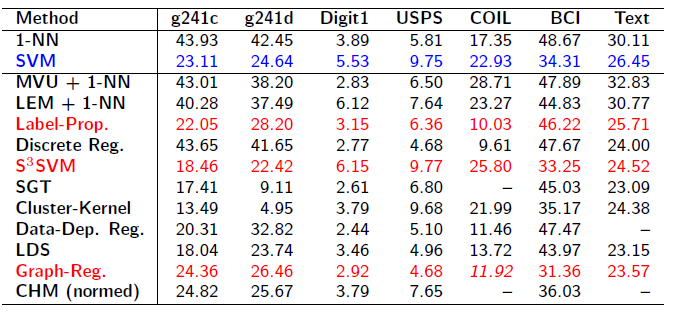 Method g241c g241d Digit1 USPS COIL BCI Text
1-NN 43.93 42.45 3.89 5.81 17.35 48.67 30.11
SVM 23.11 24.64 5.53 9.75 22.93 34.31 26.45
MVU + 1-NN 43.01 38.20 2.83 6.50 28.71 47.89 32.83
LEM + 1-NN 40.28 37.49 6.12 7.64 23.27 44.83 30.77
Label-Prop. 22.05 28.20 3.15 6.36 10.03 46.22 25.71
Discrete Reg. 43.65 41.65 2.77 4.68 9.61 47.67 24.00
S³SVM 18.46 22.42 6.15 9.77 25.80 33.25 24.52
SGT 17.41 9.11 2.61 6.80 – 45.03 23.09
Cluster-Kernel 13.49 4.95 3.79 9.68 21.99 35.17 24.38
Data-Dep. Reg. 20.31 32.82 2.44 5.10 11.46 47.47 –
LDS 18.04 23.74 3.46 4.96 13.72 43.97 23.15
Graph-Reg. 24.36 26.46 2.92 4.68 11.92 31.36 23.57
CHM (normed) 24.82 25.67 3.79 7.65 – 36.03 –